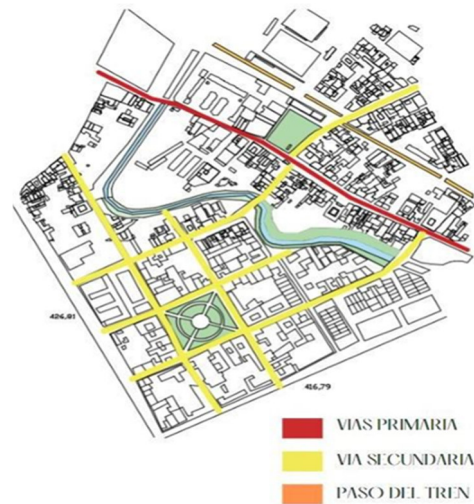 426,81
416,79
VIAS PRIMARIA
VIA SECUNDARIA
PASO DEL TREN